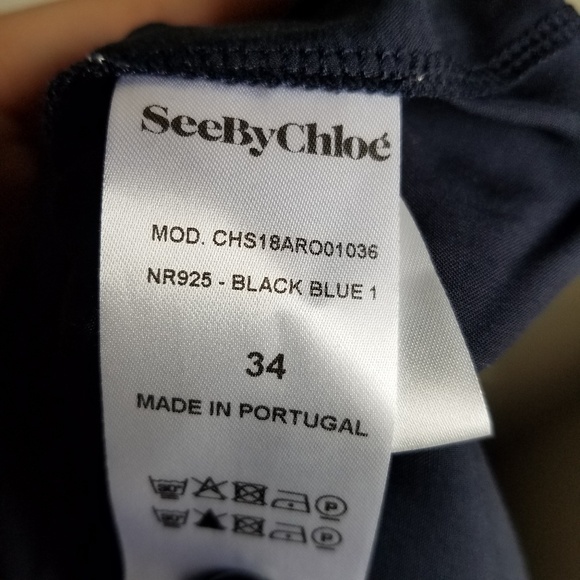 SeeByChloé
MOD. CHS18ARO01036
NR925 - BLACK BLUE 1
34
MADE IN PORTUGAL
P
P